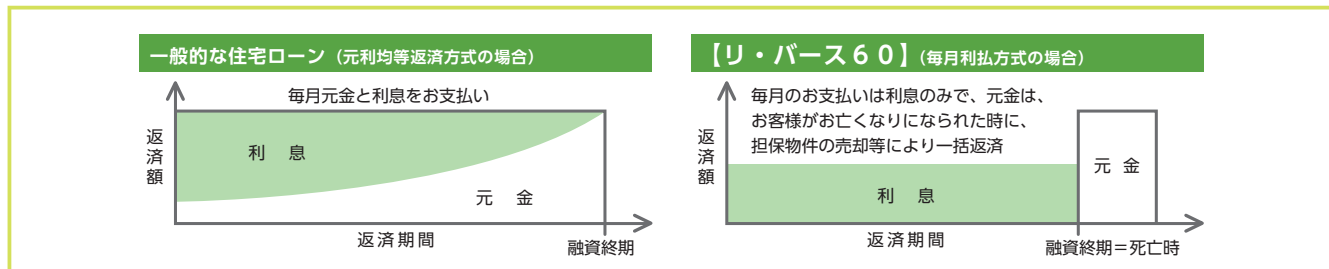 一般的な住宅ローン（元利均等返済方式の場合）
毎月元金と利息をお支払い
返済額
利　息
元　金
返済期間
融資終期
【リ・バース６０】（毎月利払方式の場合）
毎月のお支払いは利息のみで、元金は、
お客様がお亡くなりになられた時に、
担保物件の売却等により一括返済
返済額
元　金
利　息
返済期間
融資終期＝死亡時